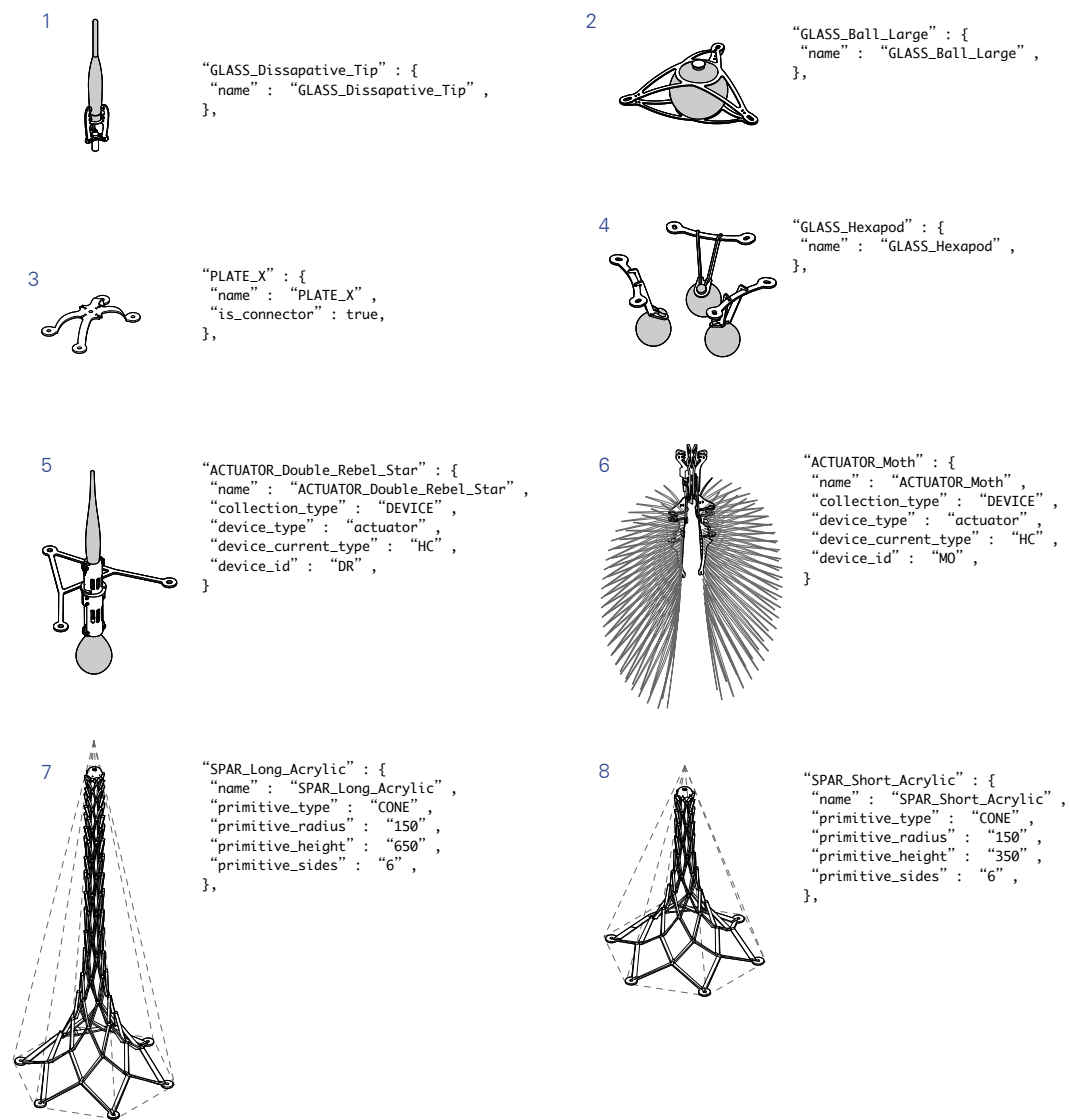 1
“GLASS_Dissapative_Tip” : {
“name” : “GLASS_Dissapative_Tip” ,
},
2
“GLASS_Ball_Large” : {
“name” : “GLASS_Ball_Large” ,
},
3
“PLATE_X” : {
“name” : “PLATE_X” ,
“is_connector” : true,
},
4
“GLASS_Hexapod” : {
“name” : “GLASS_Hexapod” ,
},
5
“ACTUATOR_Double_Rebel_Star” : {
“name” : “ACTUATOR_Double_Rebel_Star” ,
“collection_type” : “DEVICE” ,
“device_type” : “actuator” ,
“device_current_type” : “HC” ,
“device_id” : “DR” ,
}
6
“ACTUATOR_Moth” : {
“name” : “ACTUATOR_Moth” ,
“collection_type” : “DEVICE” ,
“device_type” : “actuator” ,
“device_current_type” : “HC” ,
“device_id” : “MO” ,
}
7
“SPAR_Long_Acrylic” : {
“name” : “SPAR_Long_Acrylic” ,
“primitive_type” : “CONE” ,
“primitive_radius” : “150” ,
“primitive_height” : “650” ,
“primitive_sides” : “6” ,
},
8
“SPAR_Short_Acrylic” : {
“name” : “SPAR_Short_Acrylic” ,
“primitive_type” : “CONE” ,
“primitive_radius” : “150” ,
“primitive_height” : “350” ,
“primitive_sides” : “6” ,
},